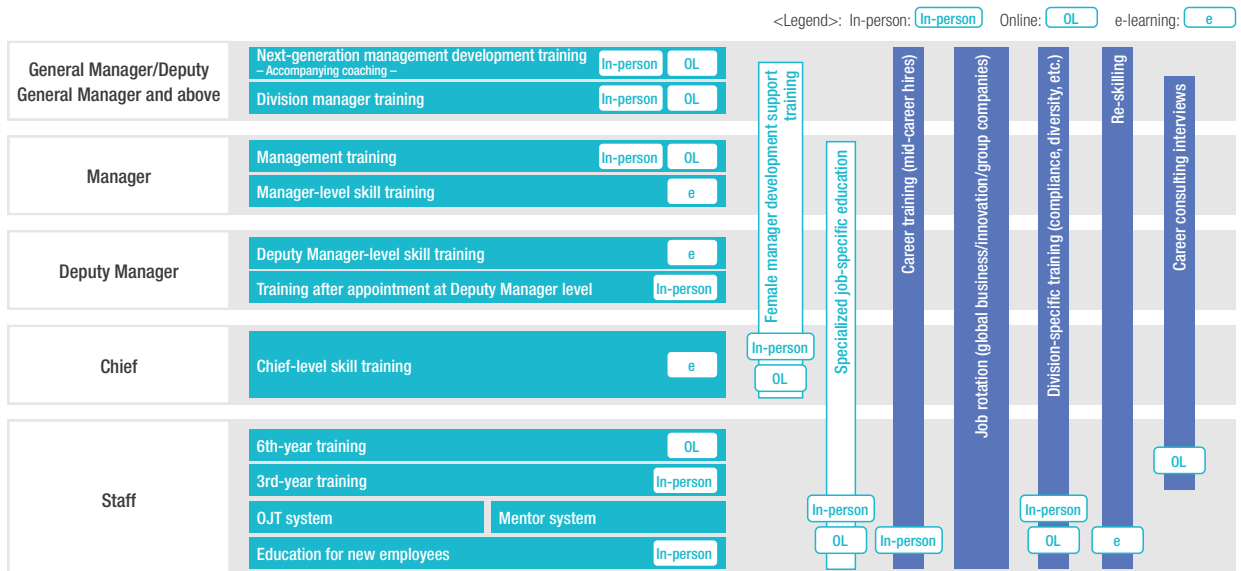 <Legend>: In-person: In-person Online: OL e-learning: e
General Manager/Deputy
General Manager and above
Next-generation management development training
– Accompanying coaching –
In-person OL
Division manager training In-person OL
Manager
Management training In-person OL
Manager-level skill training e
Deputy Manager
Deputy Manager-level skill training e
Training after appointment at Deputy Manager level In-person
Chief
Chief-level skill training e
Staff
6th-year training OL
3rd-year training In-person
OJT system Mentor system
Education for new employees In-person
Female manager development support
training
In-person
OL
Specialized job-specific education
In-person
OL
Career training (mid-career hires)
In-person
Job rotation (global business/innovation/group companies)
Division-specific training (compliance, diversity, etc.)
In-person
OL
Re-skilling
e
Career consulting interviews
OL